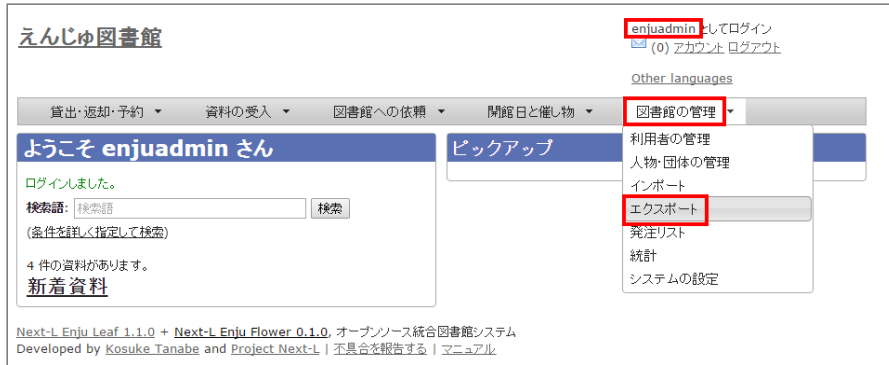 えんじゅ図書館
enjuadmin としてログイン
(0) アカウント ログアウト
Other languages
貸出・返却・予約 ▼ 資料の受入 ▼ 図書館への依頼 ▼ 開館日と催し物 ▼ 図書館の管理 ▼
ようこそ enjuadmin さん
ピックアップ
利用者の管理
人物・団体の管理
インポート
エクスポート
発注リスト
統計
システムの設定
ログインしました。
検索語: 検索語 検索
(条件を詳しく指定して検索)
4 件の資料があります。
新着資料
Next-L Enju Leaf 1.1.0 + Next-L Enju Flower 0.1.0, オープンソース統合図書館システム
Developed by Kosuke Tanabe and Project Next-L | 不具合を報告する | マニュアル